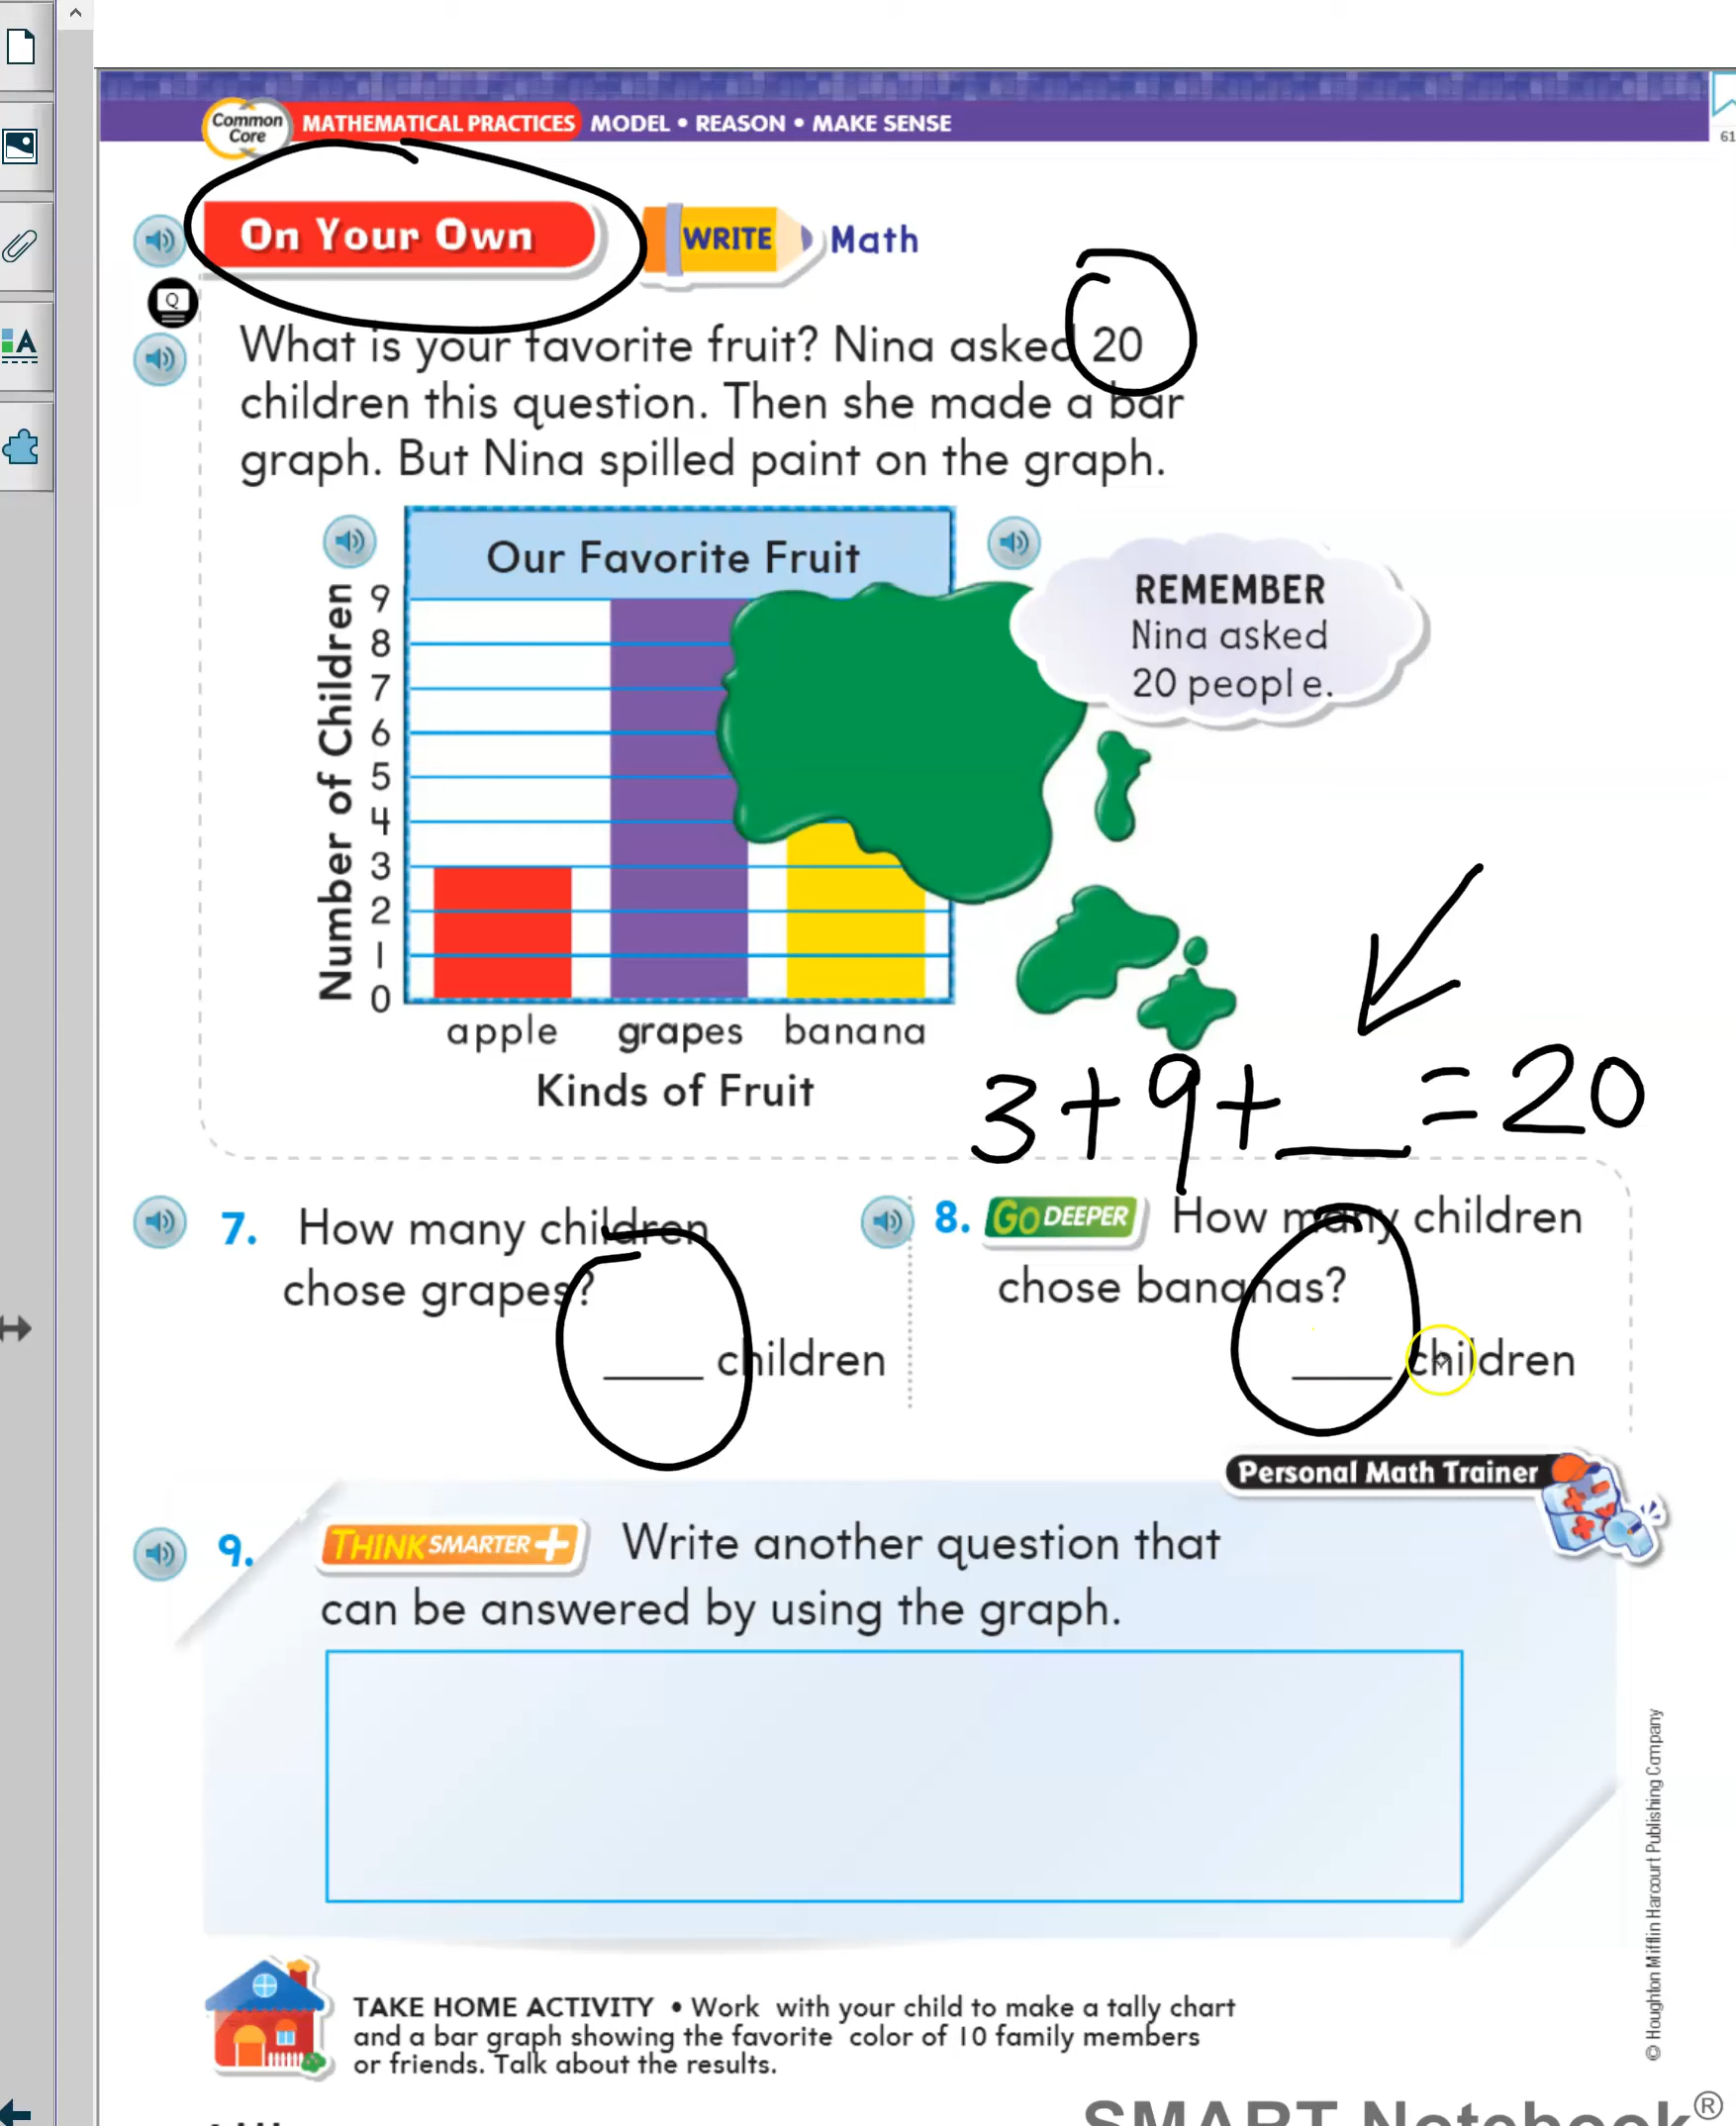 Common Core MATHEMATICAL PRACTICES MODEL • REASON • MAKE SENSE
61
On Your Own WRITE Math
Q
What is your favorite fruit? Nina asked 20
children this question. Then she made a bar
graph. But Nina spilled paint on the graph.
Our Favorite Fruit
Number of Children
9
8
7
6
5
4
3
2
1
0
apple grapes banana
Kinds of Fruit
REMEMBER
Nina asked
20 people.
3+9+__=20
7. How many children
chose grapes?
____ children
8. GO DEEPER How many children
chose bananas?
____ children
Personal Math Trainer
9. THINK SMARTER + Write another question that
can be answered by using the graph.
© Houghton Mifflin Harcourt Publishing Company
TAKE HOME ACTIVITY • Work with your child to make a tally chart
and a bar graph showing the favorite color of 10 family members
or friends. Talk about the results.
SMART Notebook®